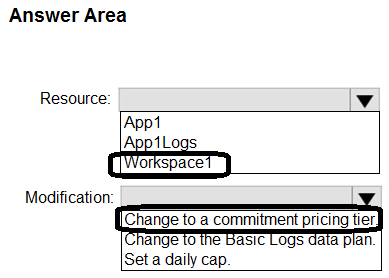 Answer Area
Resource:
App1
App1Logs
Workspace1
Modification:
Change to a commitment pricing tier.
Change to the Basic Logs data plan.
Set a daily cap.